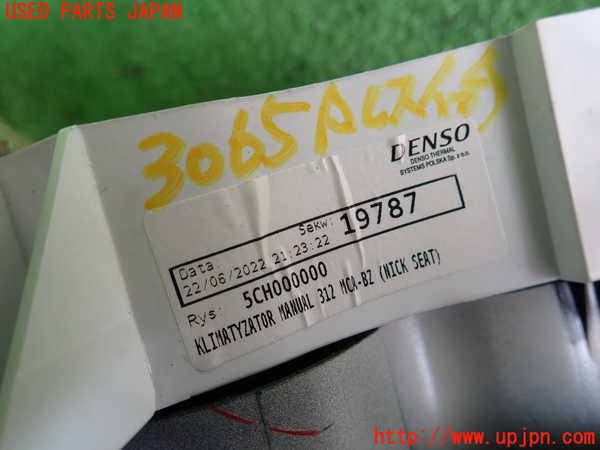 USED PARTS JAPAN
3065 A
DENSO
DENSO THERMAL
SYSTEMS POLSKA Sp. z o.o.
Data: Sekw:
22/06/2022 21:23:22 19787
Rys: 5CH000000
KLIMATYZATOR MANUAL 312 MCA-BZ (NICK SEAT)
http://www.upjpn.com/